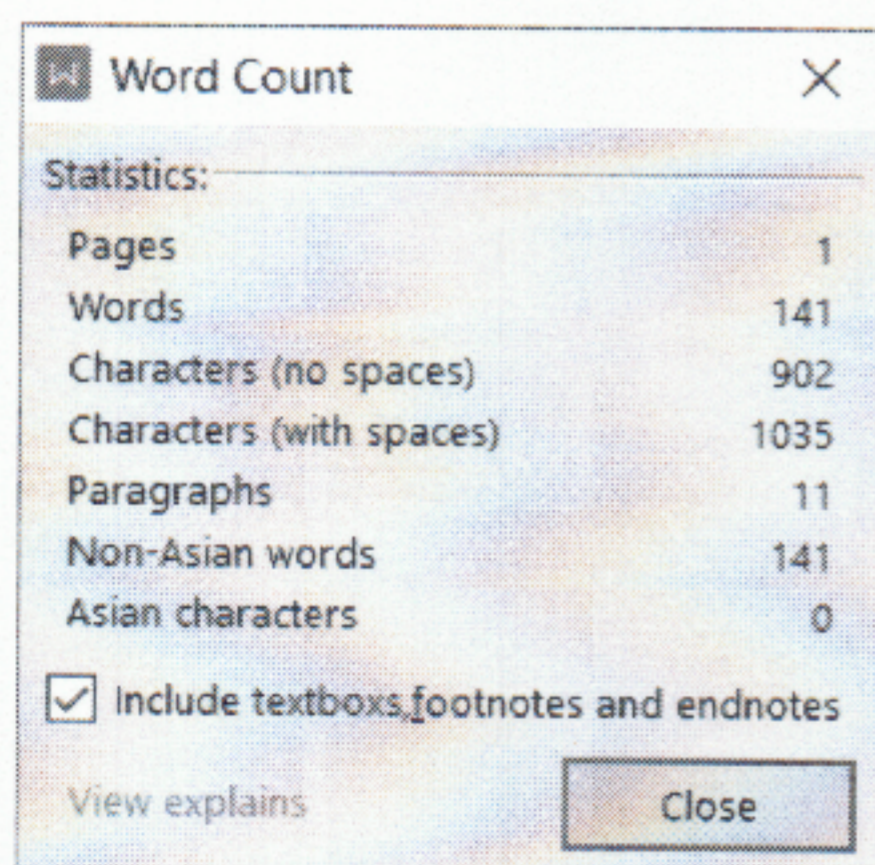 W Word Count
Statistics:
Pages 1
Words 141
Characters (no spaces) 902
Characters (with spaces) 1035
Paragraphs 11
Non-Asian words 141
Asian characters 0
Include textboxs,footnotes and endnotes
View explains Close